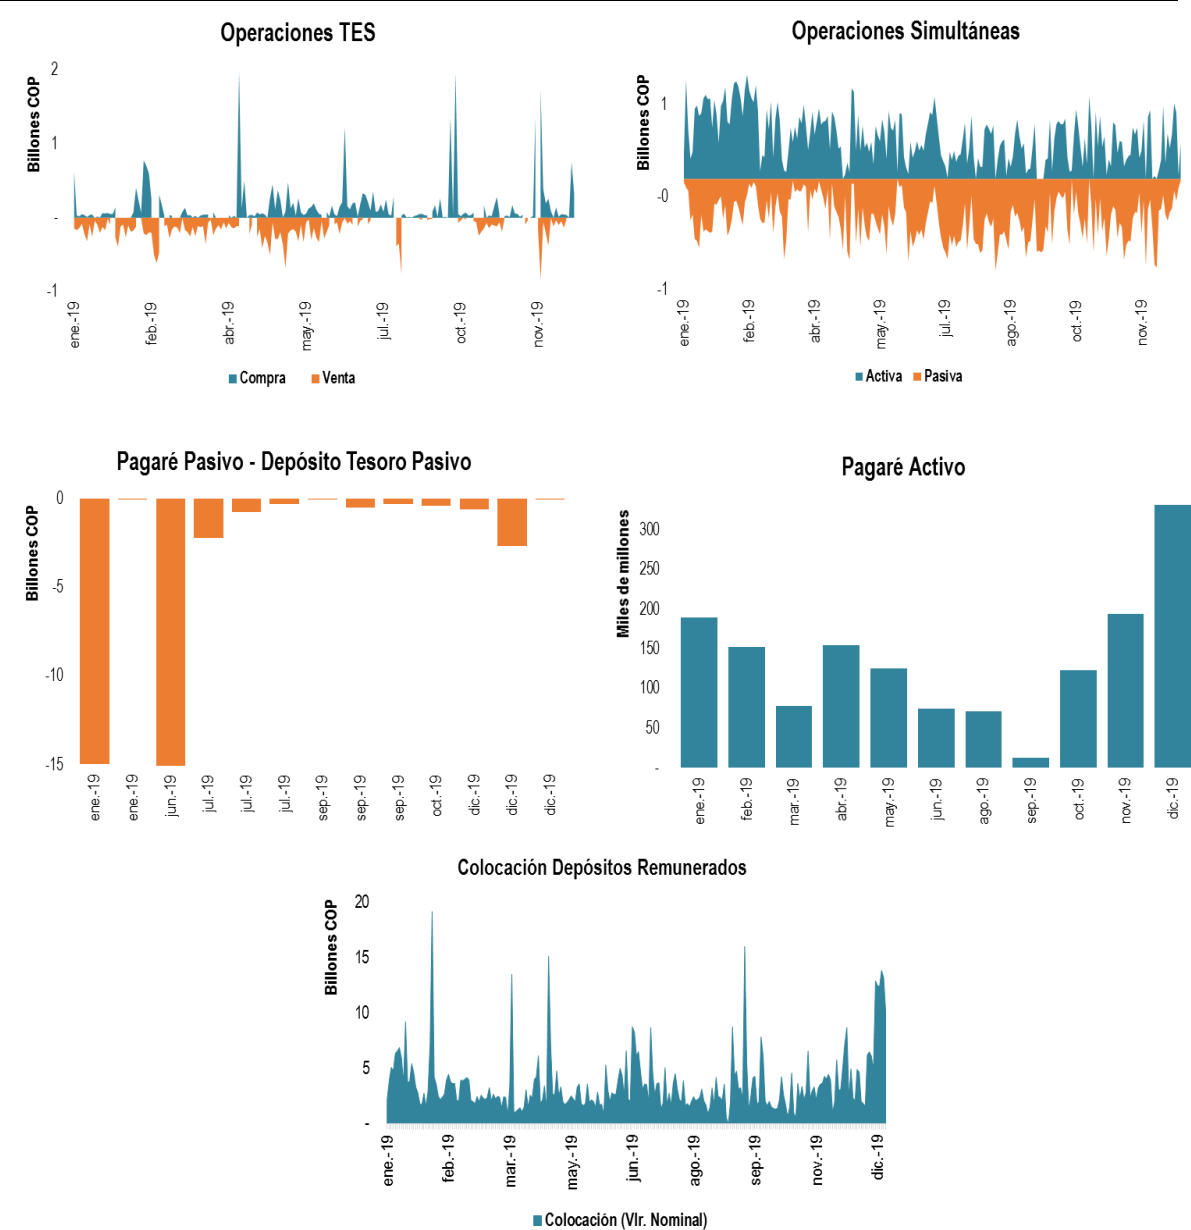 Operaciones TES
Billones COP
2
1
-
-1
ene.-19
feb.-19
abr.-19
may.-19
jul.-19
oct.-19
nov.-19
Compra
Venta
Operaciones Simultáneas
Billones COP
1
-0
-1
ene.-19
feb.-19
abr.-19
may.-19
jul.-19
ago.-19
oct.-19
nov.-19
Activa
Pasiva
Pagaré Pasivo - Depósito Tesoro Pasivo
Billones COP
0
-5
-10
-15
ene.-19
ene.-19
jun.-19
jul.-19
jul.-19
jul.-19
sep.-19
sep.-19
sep.-19
oct.-19
dic.-19
dic.-19
dic.-19
Pagaré Activo
Miles de millones
300
250
200
150
100
50
-
ene.-19
feb.-19
mar.-19
abr.-19
may.-19
jun.-19
ago.-19
sep.-19
oct.-19
nov.-19
dic.-19
Colocación Depósitos Remunerados
Billones COP
20
15
10
5
-
ene.-19
feb.-19
mar.-19
may.-19
jun.-19
ago.-19
sep.-19
nov.-19
dic.-19
Colocación (Vlr. Nominal)